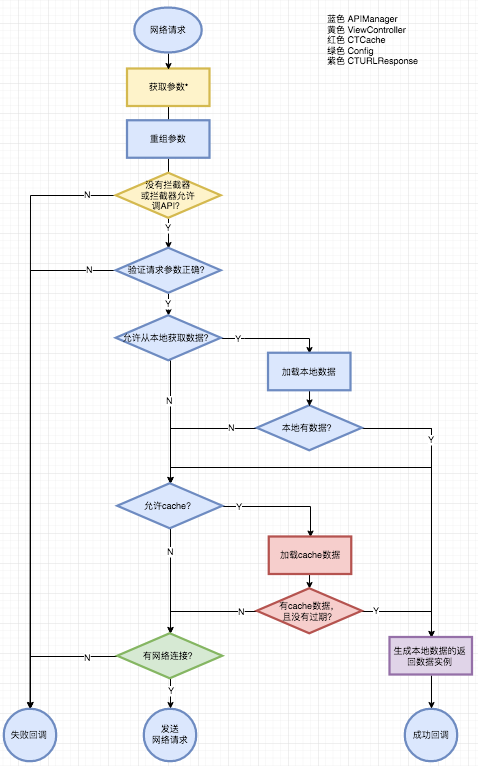 蓝色 APIManager
黄色 ViewController
红色 CTCache
绿色 Config
紫色 CTURLResponse
网络请求
获取参数*
重组参数
没有拦截器
或拦截器允许
调API?
N
Y
验证请求参数正确?
N
Y
允许从本地获取数据?
Y
加载本地数据
N
本地有数据?
N
Y
允许cache?
Y
加载cache数据
N
有cache数据,
且没有过期?
N
Y
有网络连接?
N
Y
生成本地数据的返
回数据实例
失败回调
发送
网络请求
成功回调